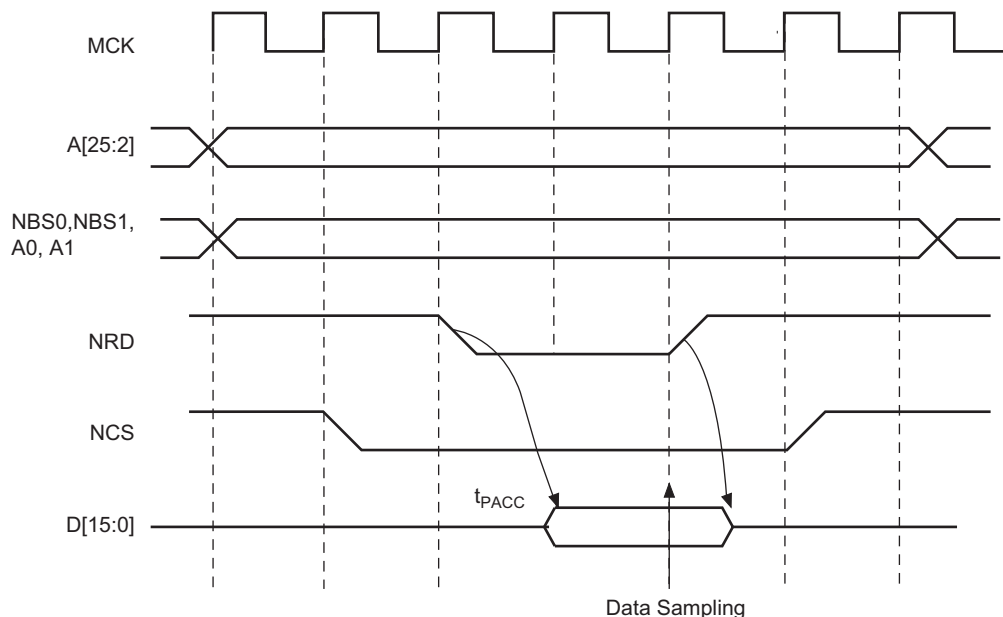 MCK
A[25:2]
NBS0,NBS1,
A0, A1
NRD
NCS
tPACC
D[15:0]
Data Sampling